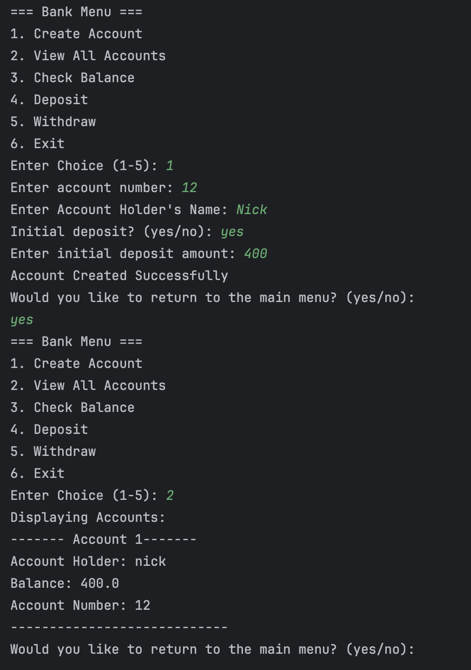 === Bank Menu ===
1. Create Account
2. View All Accounts
3. Check Balance
4. Deposit
5. Withdraw
6. Exit
Enter Choice (1-5): 1
Enter account number: 12
Enter Account Holder's Name: Nick
Initial deposit? (yes/no): yes
Enter initial deposit amount: 400
Account Created Successfully
Would you like to return to the main menu? (yes/no):
yes
=== Bank Menu ===
1. Create Account
2. View All Accounts
3. Check Balance
4. Deposit
5. Withdraw
6. Exit
Enter Choice (1-5): 2
Displaying Accounts:
------- Account 1-------
Account Holder: nick
Balance: 400.0
Account Number: 12
----------------------------
Would you like to return to the main menu? (yes/no):